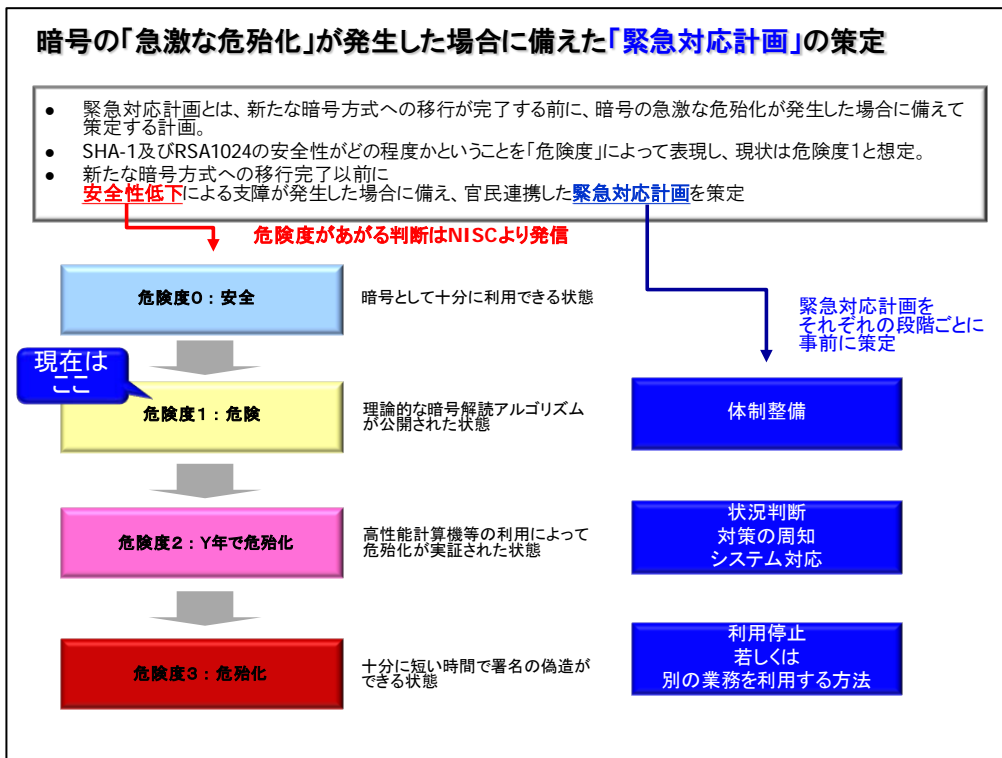 暗号の「急激な危殆化」が発生した場合に備えた「緊急対応計画」の策定
● 緊急対応計画とは、新たな暗号方式への移行が完了する前に、暗号の急激な危殆化が発生した場合に備えて
策定する計画。
● SHA-1及びRSA1024の安全性がどの程度かということを「危険度」によって表現し、現状は危険度1と想定。
● 新たな暗号方式への移行完了以前に
安全性低下による支障が発生した場合に備え、官民連携した緊急対応計画を策定
危険度があがる判断はNISCより発信
危険度0:安全
暗号として十分に利用できる状態
緊急対応計画を
それぞれの段階ごとに
事前に策定
現在は
ここ
危険度1:危険
理論的な暗号解読アルゴリズム
が公開された状態
体制整備
危険度2:Y年で危殆化
高性能計算機等の利用によって
危殆化が実証された状態
状況判断
対策の周知
システム対応
危険度3:危殆化
十分に短い時間で署名の偽造が
できる状態
利用停止
若しくは
別の業務を利用する方法